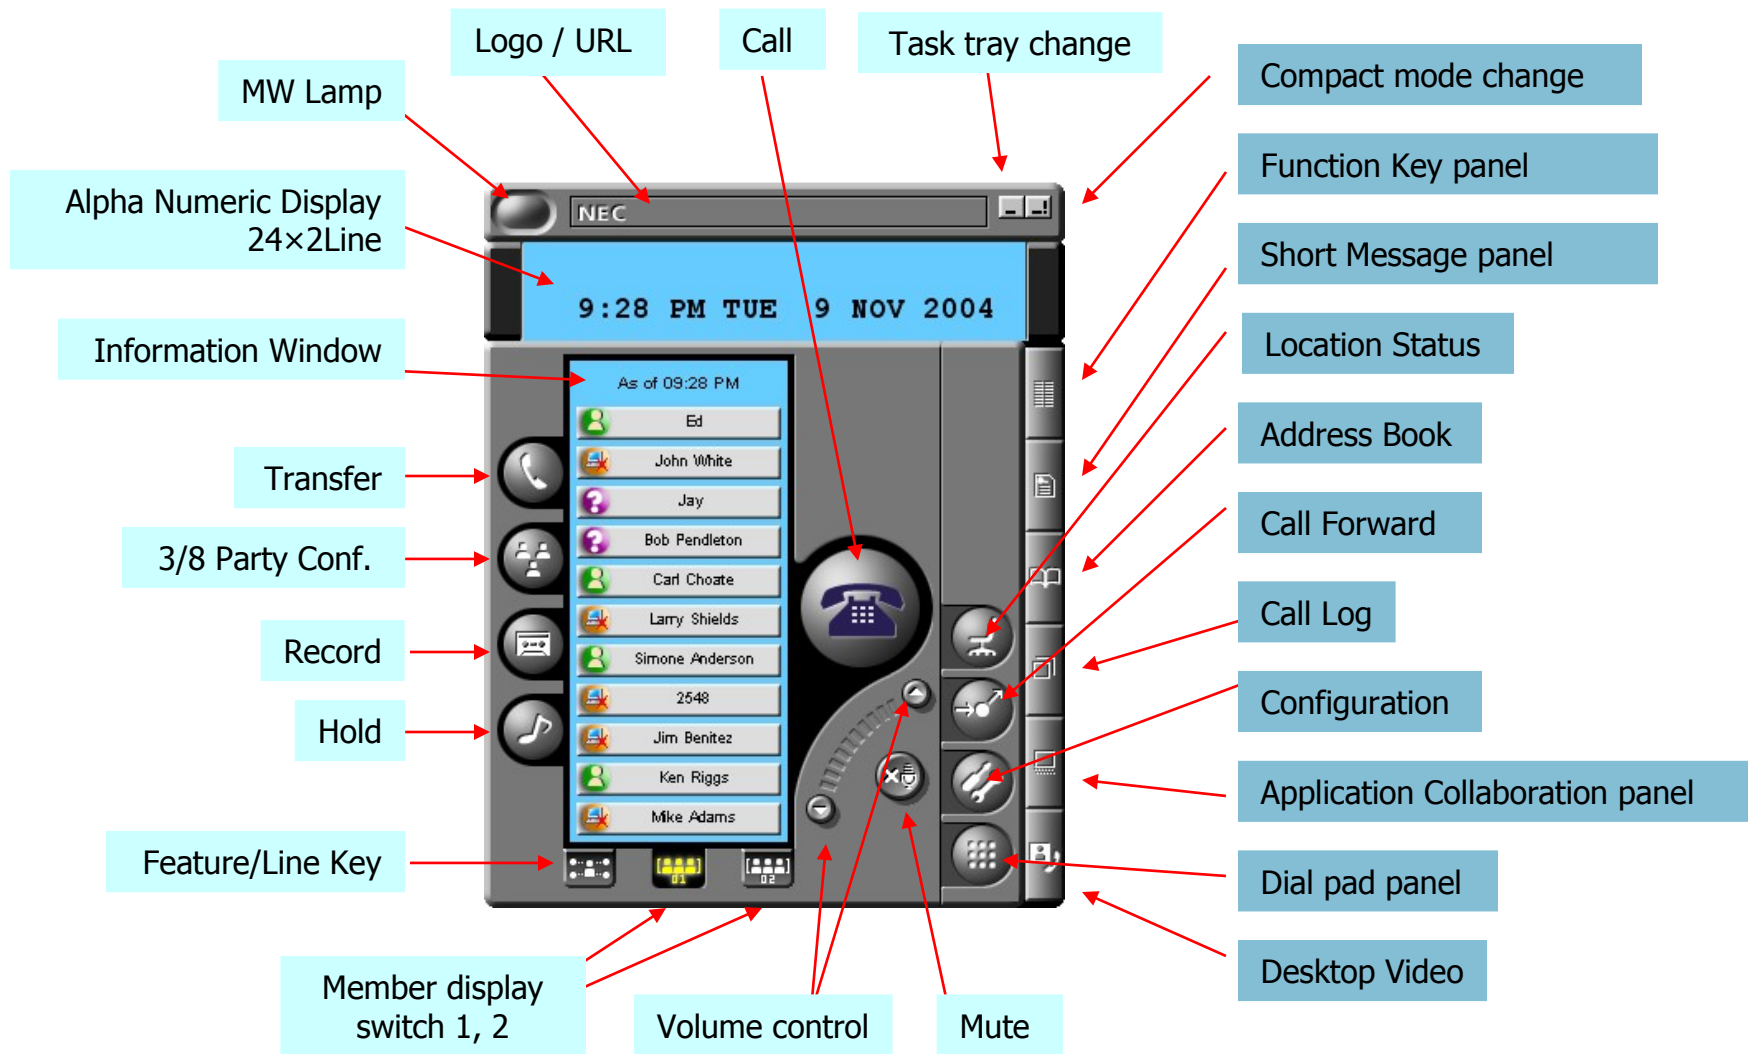 Logo / URL
Call
Task tray change
Compact mode change
MW Lamp
Function Key panel
Alpha Numeric Display
24×2Line
NEC
Short Message panel
9:28 PM TUE 9 NOV 2004
Information Window
Location Status
As of 09:28 PM
Ed
John White
Jay
Bob Pendleton
Carl Choate
Larry Shields
Simone Anderson
2548
Jim Benitez
Ken Riggs
Mike Adams
Transfer
3/8 Party Conf.
Record
Hold
Feature/Line Key
01
02
Address Book
Call Forward
Call Log
Configuration
Application Collaboration panel
Dial pad panel
Desktop Video
Member display
switch 1, 2
Volume control
Mute